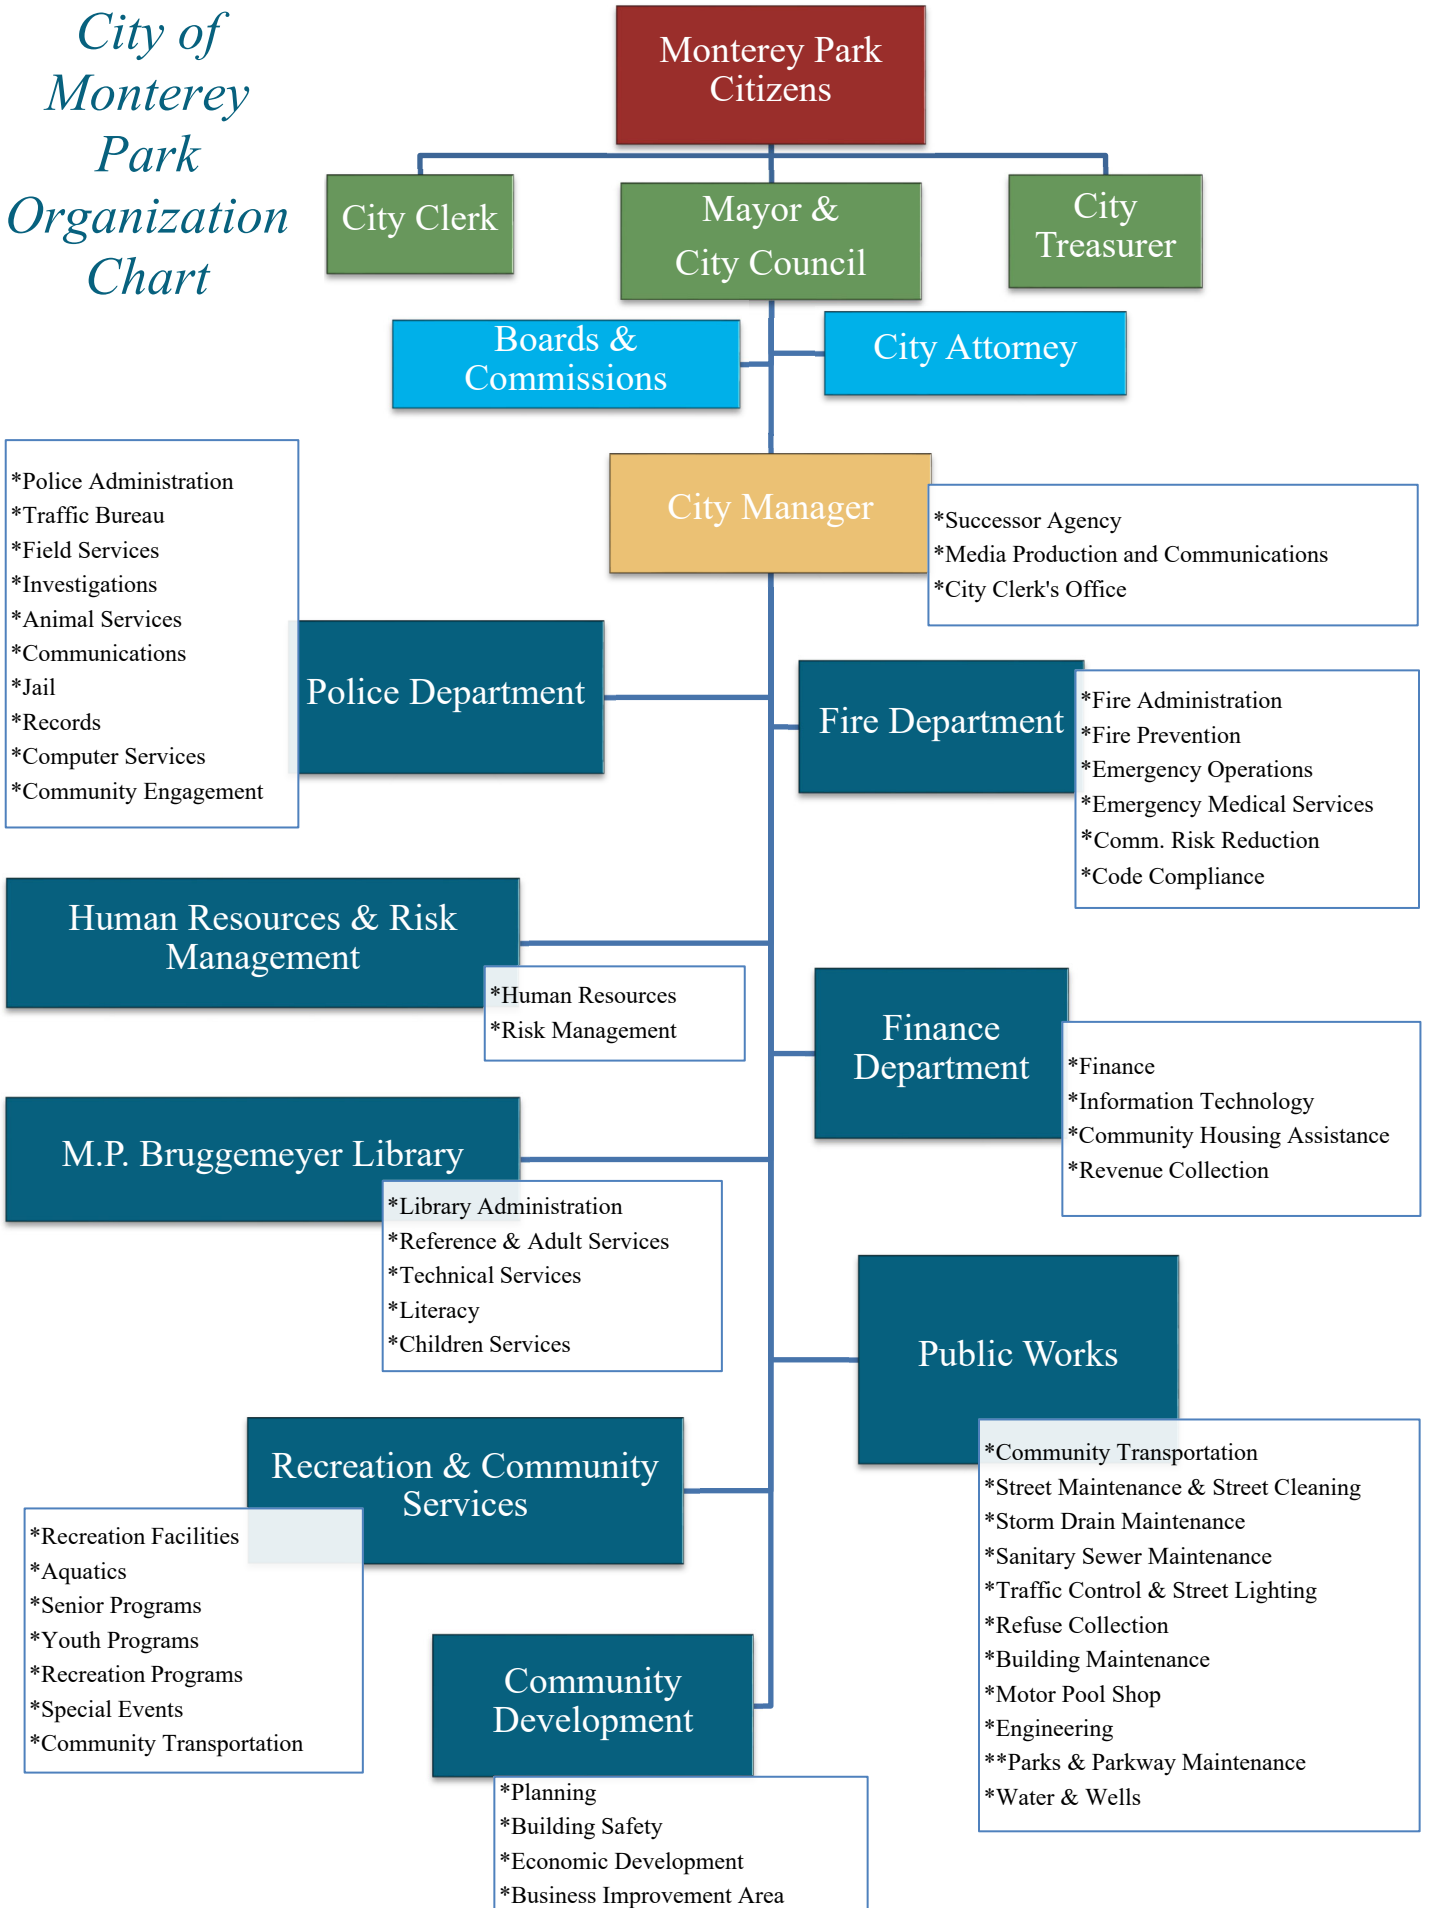 City of
Monterey
Park
Organization
Chart
Monterey Park
Citizens
City Clerk
Mayor &
City Council
City
Treasurer
Boards &
Commissions
City Attorney
City Manager
*Successor Agency
*Media Production and Communications
*City Clerk's Office
*Police Administration
*Traffic Bureau
*Field Services
*Investigations
*Animal Services
*Communications
*Jail
*Records
*Computer Services
*Community Engagement
Police Department
Fire Department
*Fire Administration
*Fire Prevention
*Emergency Operations
*Emergency Medical Services
*Comm. Risk Reduction
*Code Compliance
Human Resources & Risk
Management
*Human Resources
*Risk Management
Finance
Department
*Finance
*Information Technology
*Community Housing Assistance
*Revenue Collection
M.P. Bruggemeyer Library
*Library Administration
*Reference & Adult Services
*Technical Services
*Literacy
*Children Services
Public Works
*Community Transportation
*Street Maintenance & Street Cleaning
*Storm Drain Maintenance
*Sanitary Sewer Maintenance
*Traffic Control & Street Lighting
*Refuse Collection
*Building Maintenance
*Motor Pool Shop
*Engineering
**Parks & Parkway Maintenance
*Water & Wells
Recreation & Community
Services
*Recreation Facilities
*Aquatics
*Senior Programs
*Youth Programs
*Recreation Programs
*Special Events
*Community Transportation
Community
Development
*Planning
*Building Safety
*Economic Development
*Business Improvement Area